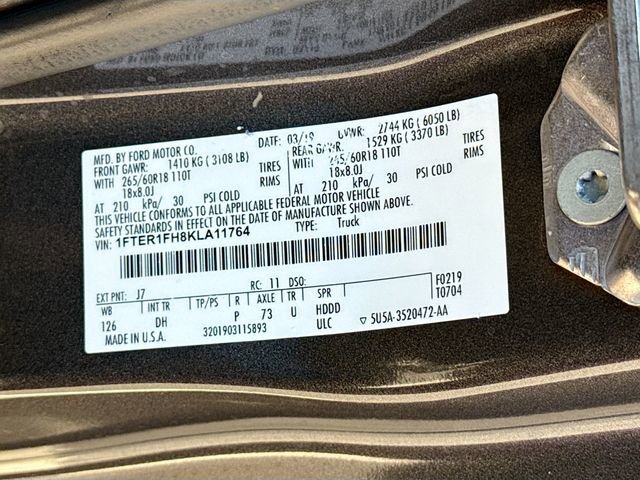 MFD. BY FORD MOTOR CO.
DATE: 03/19 GVWR: 2744 KG (6050 LB)
FRONT GAWR: 1410 KG (3108 LB) REAR GAWR: 1529 KG (3370 LB)
WITH 265/60R18 110T TIRES WITH 265/60R18 110T TIRES
18x8.0J RIMS 18x8.0J RIMS
AT 210 kPa/ 30 PSI COLD AT 210 kPa/ 30 PSI COLD
THIS VEHICLE CONFORMS TO ALL APPLICABLE FEDERAL MOTOR VEHICLE
SAFETY STANDARDS IN EFFECT ON THE DATE OF MANUFACTURE SHOWN ABOVE.
VIN: 1FTER1FH8KLA11764 TYPE: Truck
EXT PNT: J7 RC: 11 DSO: F0219
WB INT TR TP/PS R AXLE TR SPR T0704
126 DH P 73 U HDDD
MADE IN U.S.A. 3201903115893 ULC ▽ 5U5A-3520472-AA